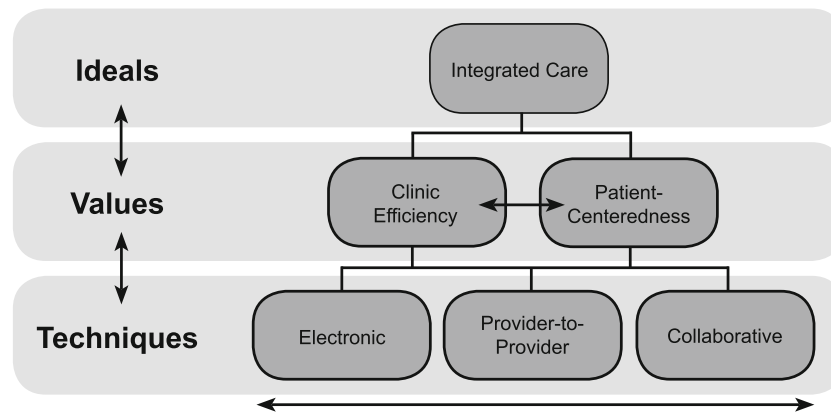 Ideals
Integrated Care
Values
Clinic
Efficiency
Patient-
Centeredness
Techniques
Electronic
Provider-to-
Provider
Collaborative